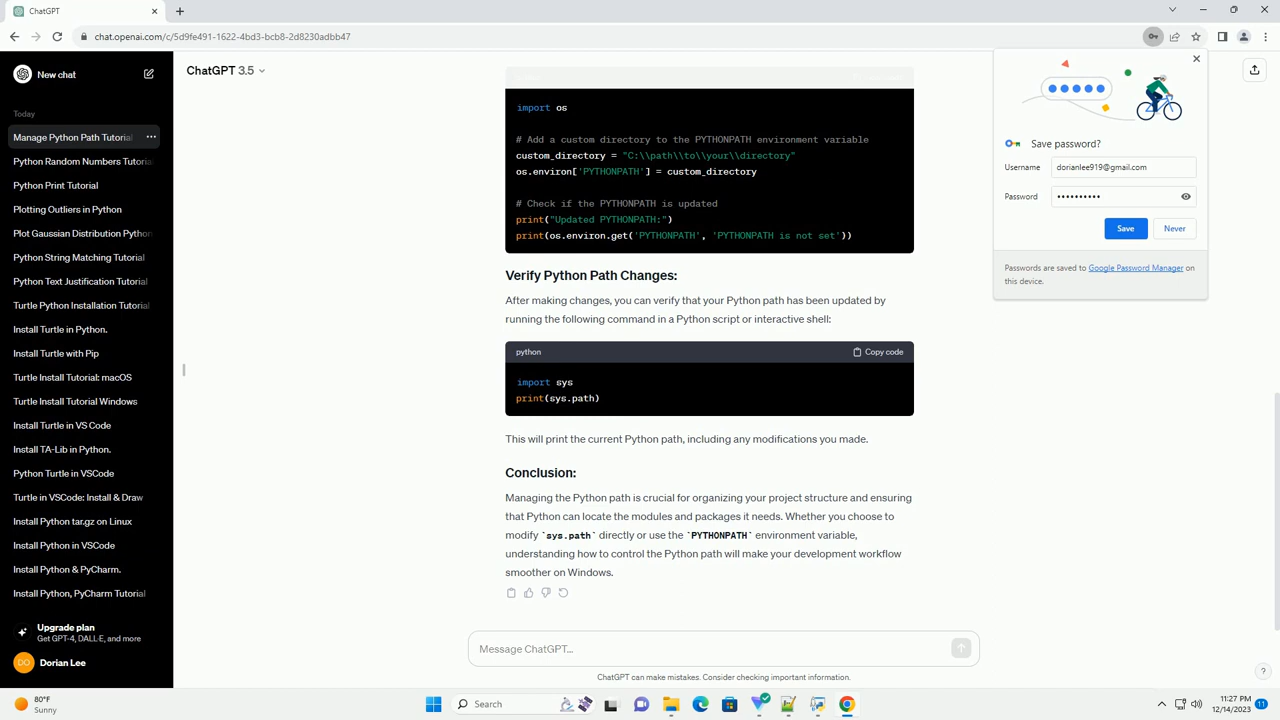 ChatGPT
chat.openai.com/c/5d9fe491-1622-4bd3-bcb8-2d8230adbb47
New chat
ChatGPT 3.5
Today
Manage Python Path Tutorial
Python Random Numbers Tutoria
Python Print Tutorial
Plotting Outliers in Python
Plot Gaussian Distribution Python
Python String Matching Tutorial
Python Text Justification Tutorial
Turtle Python Installation Tutorial
Install Turtle in Python.
Install Turtle with Pip
Turtle Install Tutorial: macOS
Turtle Install Tutorial Windows
Install Turtle in VS Code
Install TA-Lib in Python.
Python Turtle in VSCode
Turtle in VSCode: Install & Draw
Install Python tar.gz on Linux
Install Python in VSCode
Install Python & PyCharm.
Install Python, PyCharm Tutorial
Upgrade plan
Get GPT-4, DALL·E, and more
DO Dorian Lee
import os
# Add a custom directory to the PYTHONPATH environment variable
custom_directory = "C:\\path\\to\\your\\directory"
os.environ['PYTHONPATH'] = custom_directory
# Check if the PYTHONPATH is updated
print("Updated PYTHONPATH:")
print(os.environ.get('PYTHONPATH', 'PYTHONPATH is not set'))
Verify Python Path Changes:
After making changes, you can verify that your Python path has been updated by
running the following command in a Python script or interactive shell:
python Copy code
import sys
print(sys.path)
This will print the current Python path, including any modifications you made.
Conclusion:
Managing the Python path is crucial for organizing your project structure and ensuring
that Python can locate the modules and packages it needs. Whether you choose to
modify `sys.path` directly or use the `PYTHONPATH` environment variable,
understanding how to control the Python path will make your development workflow
smoother on Windows.
Message ChatGPT...
ChatGPT can make mistakes. Consider checking important information.
Save password?
Username dorianlee919@gmail.com
Password ••••••••••
Save Never
Passwords are saved to Google Password Manager on
this device.
?
80°F
Sunny
Search
11:27 PM
12/14/2023
11